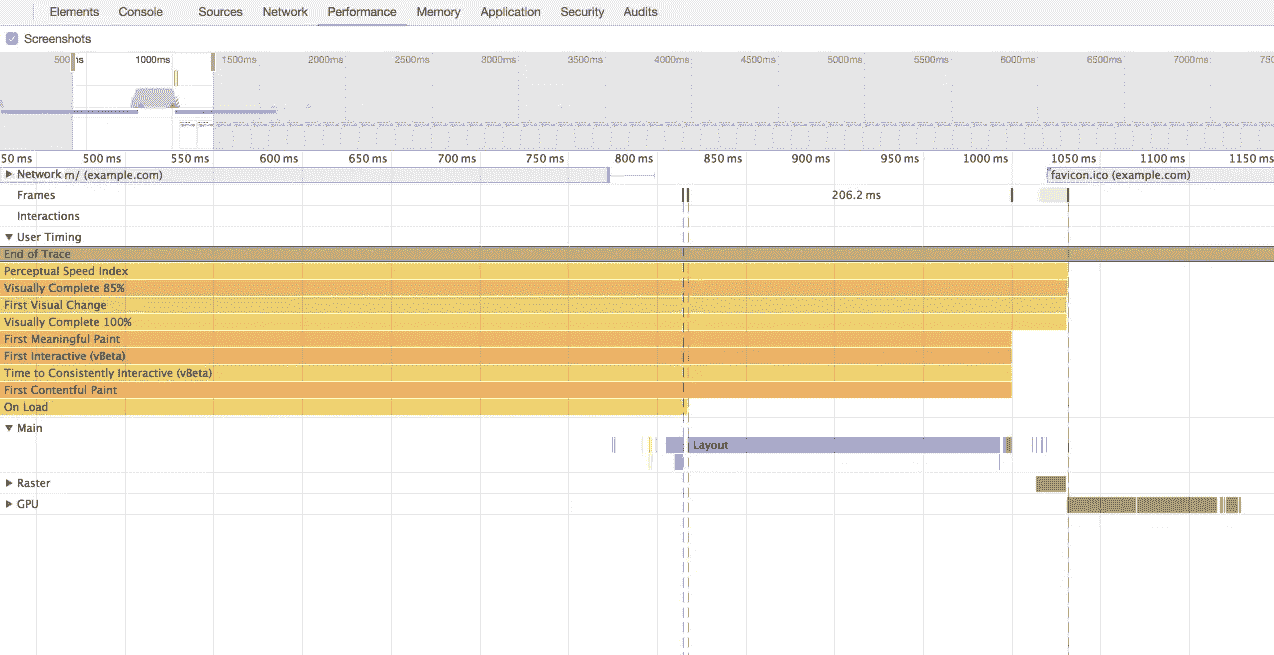 Elements Console Sources Network Performance Memory Application Security Audits
Screenshots
500 ms 1000ms 1500ms 2000ms 2500ms 3000ms 3500ms 4000ms 4500ms 5000ms 5500ms 6000ms 6500ms 7000ms 750
50 ms 500 ms 550 ms 600 ms 650 ms 700 ms 750 ms 800 ms 850 ms 900 ms 950 ms 1000 ms 1050 ms 1100 ms 1150 ms
Network m/ (example.com) favicon.ico (example.com)
Frames 206.2 ms
Interactions
User Timing
End of Trace
Perceptual Speed Index
Visually Complete 85%
First Visual Change
Visually Complete 100%
First Meaningful Paint
First Interactive (vBeta)
Time to Consistently Interactive (vBeta)
First Contentful Paint
On Load
Main
Layout
Raster
GPU